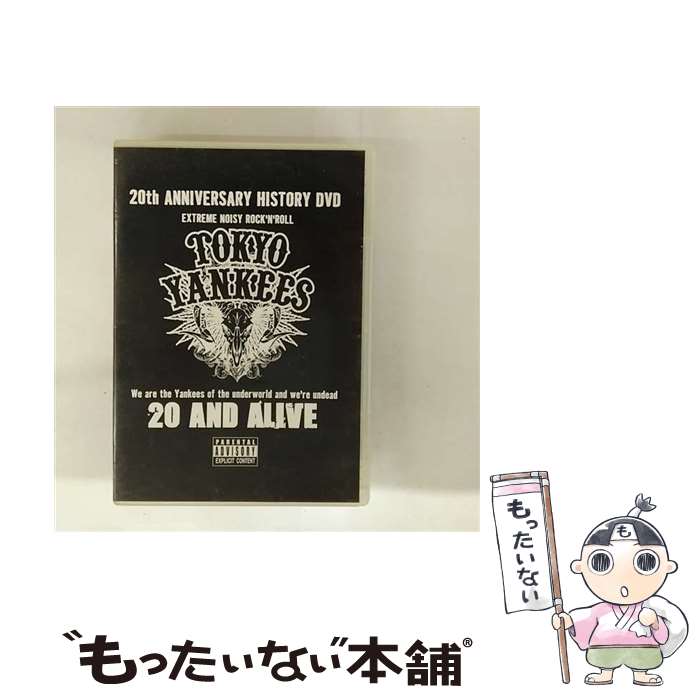 20th ANNIVERSARY HISTORY DVD
EXTREME NOISY ROCK'N'ROLL
TOKYO
YANKEES
We are the Yankees of the underworld and we're undead
20 AND ALIVE
PARENTAL
ADVISORY
EXPLICIT CONTENT
も
もったいない
"もったいない"本舗®